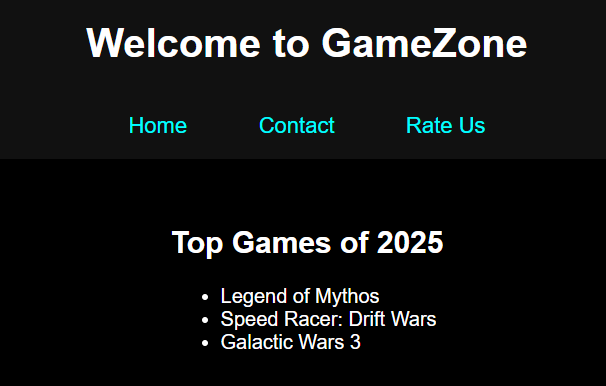 Welcome to GameZone
Home Contact Rate Us
Top Games of 2025
Legend of Mythos
Speed Racer: Drift Wars
Galactic Wars 3